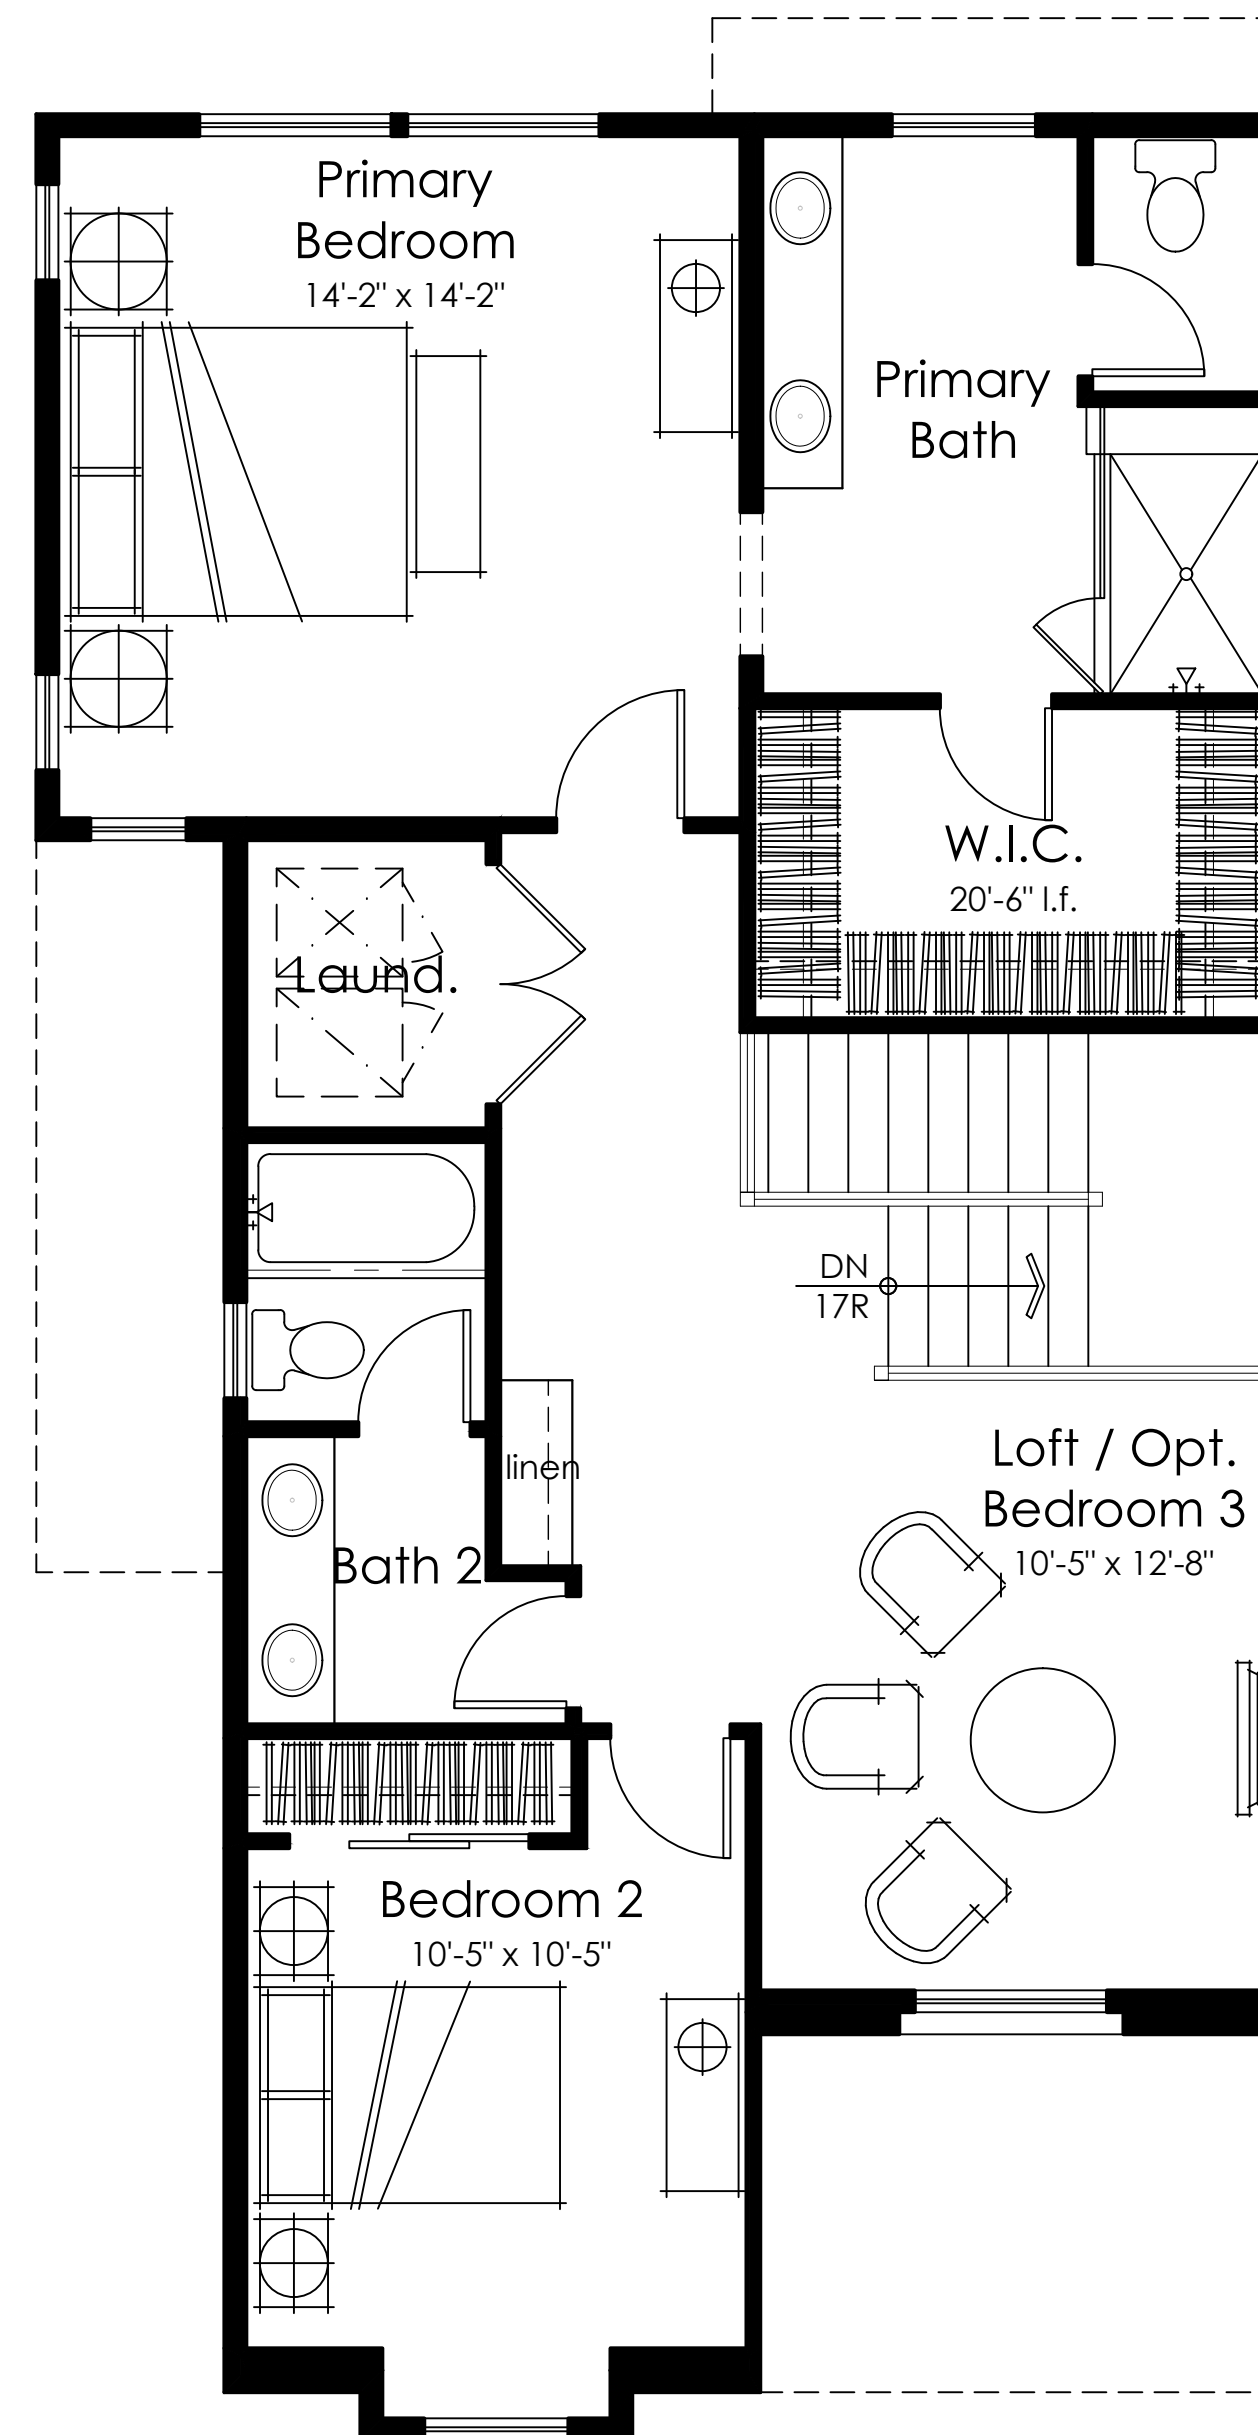 Primary
Bedroom
14'-2" x 14'-2"
Primary
Bath
W.I.C.
20'-6" l.f.
Laund.
DN
17R
linen
Loft / Opt.
Bedroom 3
10'-5" x 12'-8"
Bath 2
Bedroom 2
10'-5" x 10'-5"